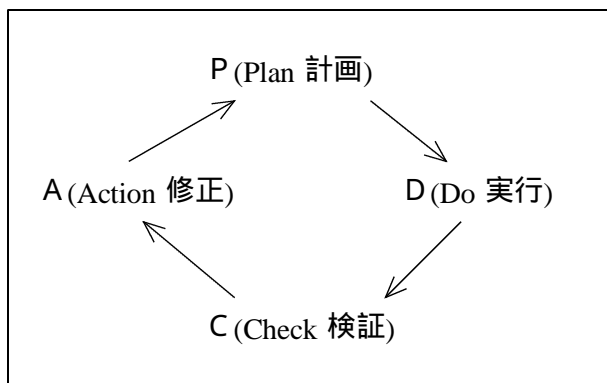 P (Plan 計画)
A (Action 修正)
D (Do 実行)
C (Check 検証)